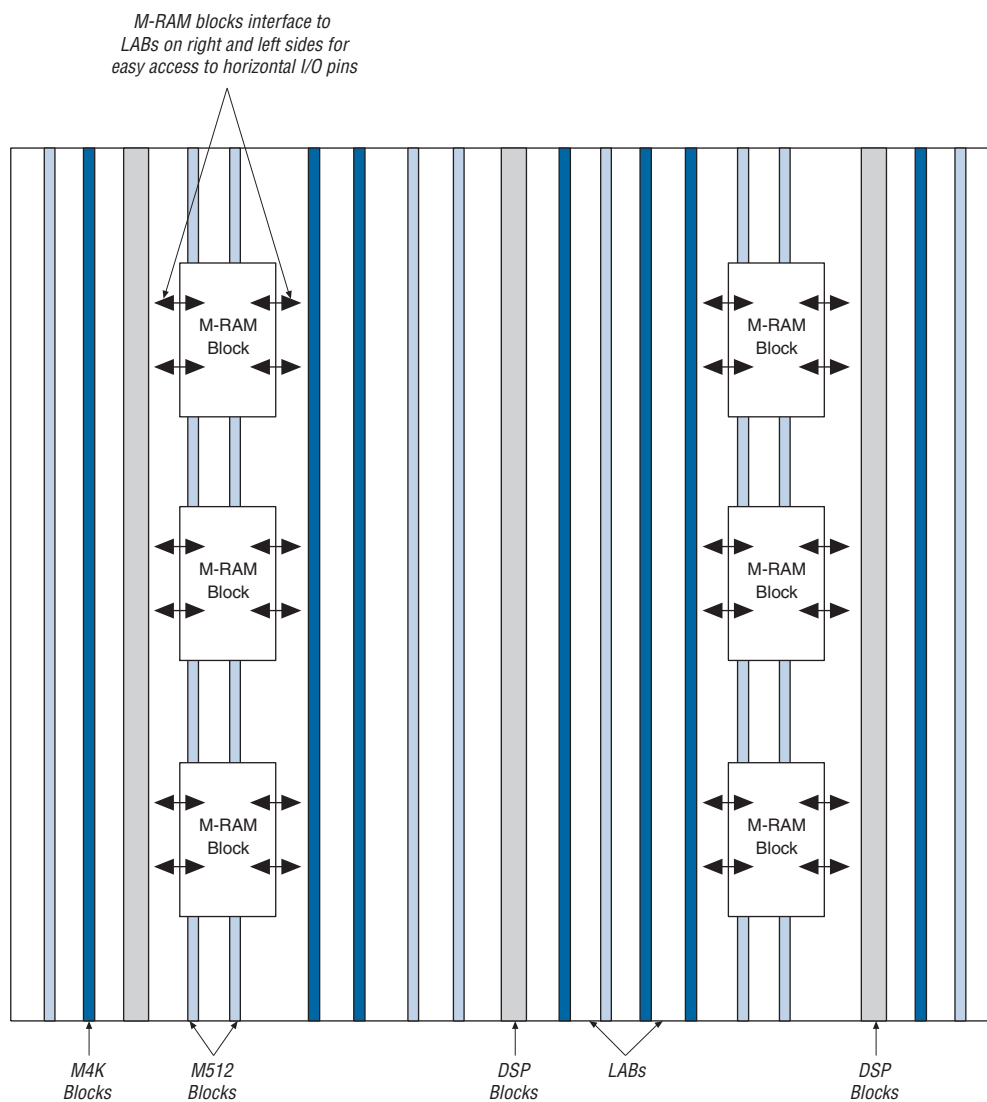 M-RAM blocks interface to
LABs on right and left sides for
easy access to horizontal I/O pins
M-RAM
Block
M-RAM
Block
M-RAM
Block
M-RAM
Block
M-RAM
Block
M-RAM
Block
M4K
Blocks
M512
Blocks
DSP
Blocks
LABs
DSP
Blocks